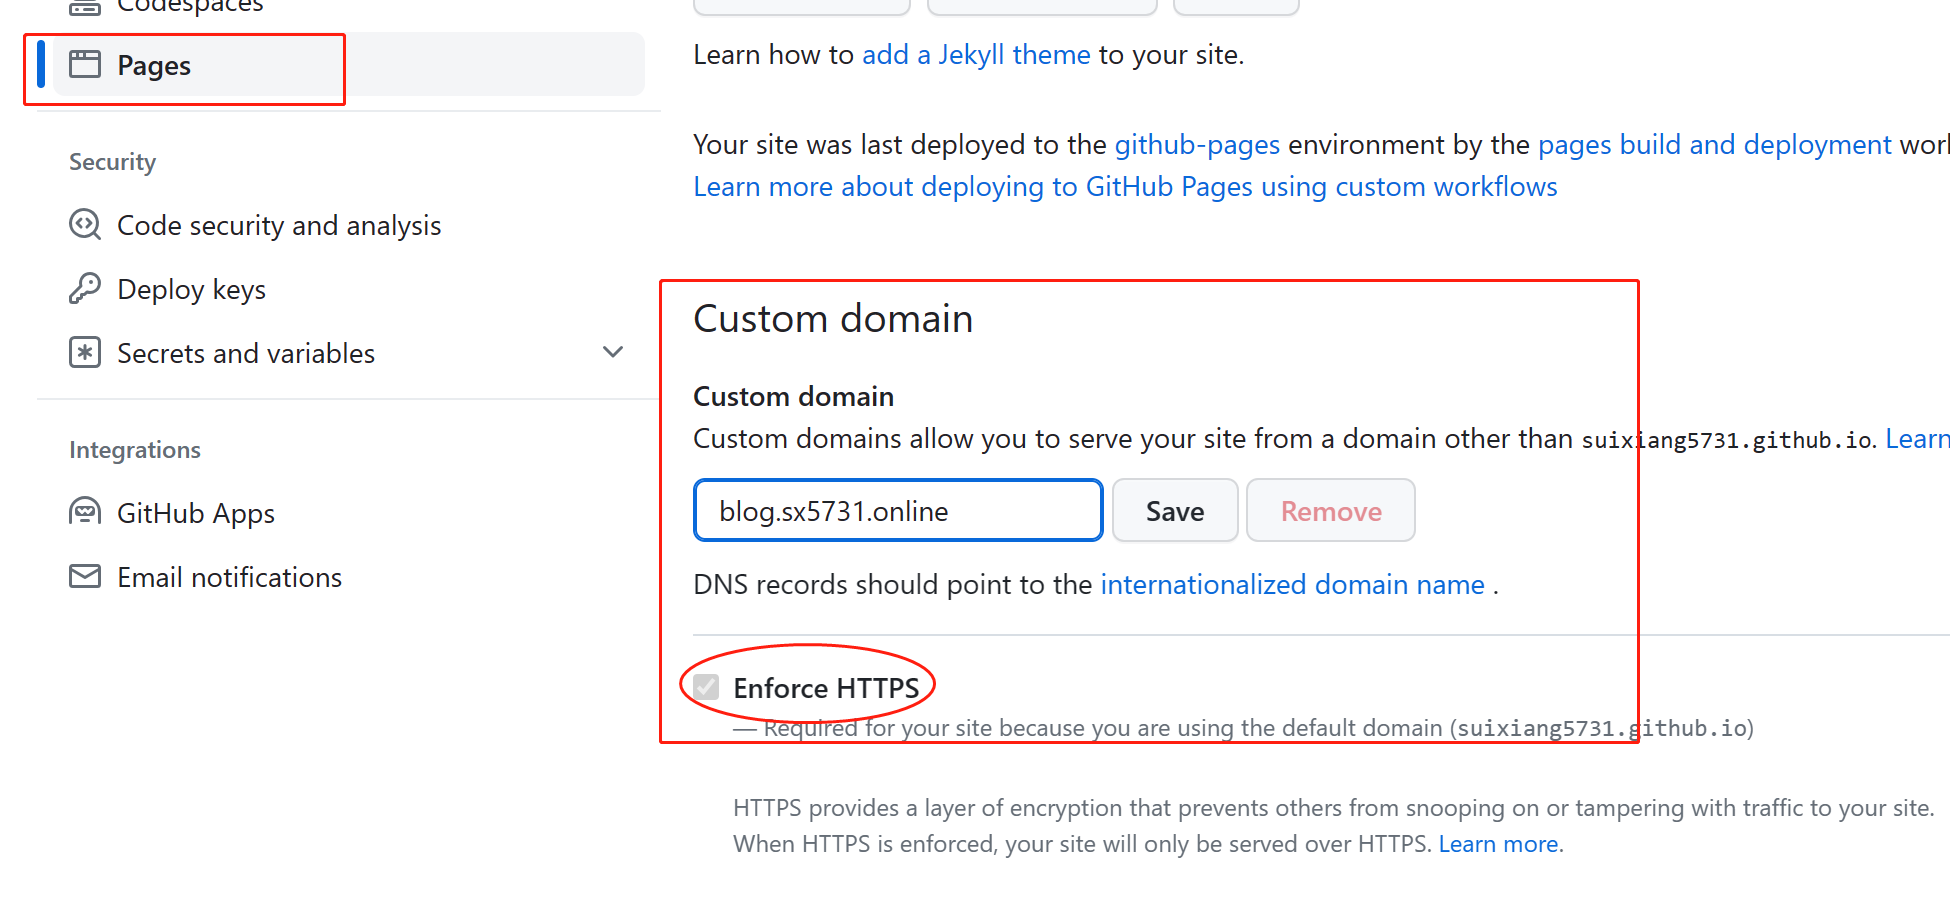 Codespaces
Pages
Security
Code security and analysis
Deploy keys
Secrets and variables
Integrations
GitHub Apps
Email notifications
Learn how to add a Jekyll theme to your site.
Your site was last deployed to the github-pages environment by the pages build and deployment
Learn more about deploying to GitHub Pages using custom workflows
Custom domain
Custom domain
Custom domains allow you to serve your site from a domain other than suixiang5731.github.io. Learn
blog.sx5731.online
Save
Remove
DNS records should point to the internationalized domain name .
Enforce HTTPS
— Required for your site because you are using the default domain (suixiang5731.github.io)
HTTPS provides a layer of encryption that prevents others from snooping on or tampering with traffic to your site.
When HTTPS is enforced, your site will only be served over HTTPS. Learn more.